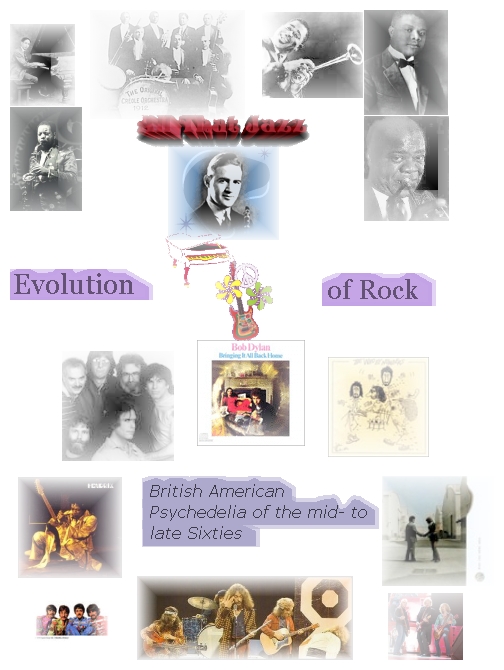 THE ORIGINAL
CREOLE ORCHESTRA
All That Jazz
Evolution
of Rock
Bob Dylan
Bringing It All Back Home
British American
Psychedelia of the mid- to
late Sixties